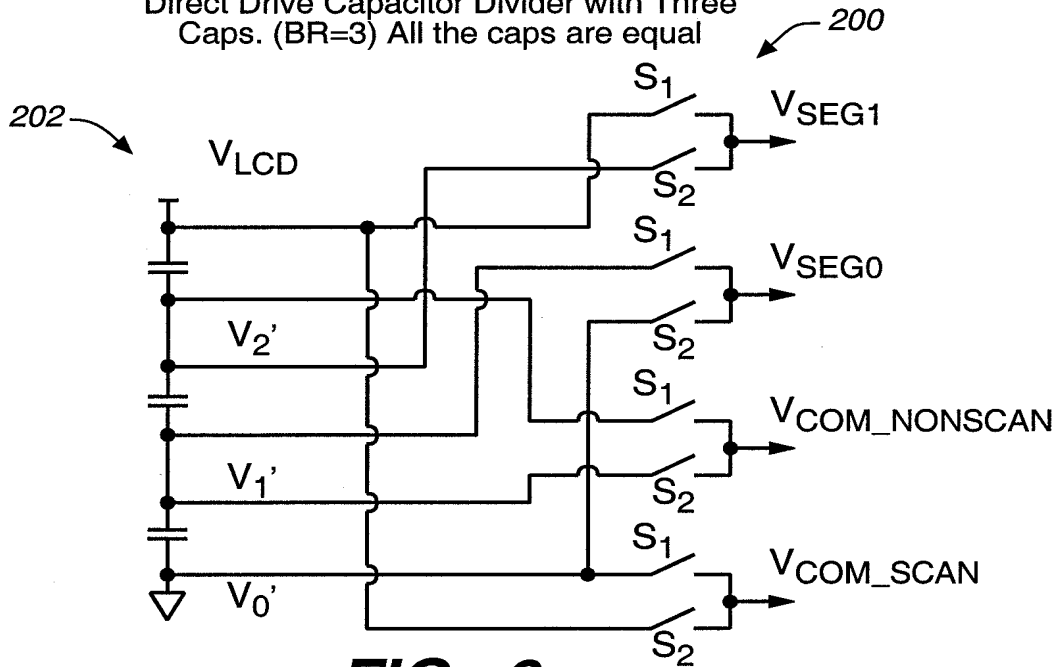 Direct Drive Capacitor Divider with Three
Caps. (BR=3) All the caps are equal
200
202
VLCD
S1
VSEG1
S2
S1
VSEG0
S2
V2'
S1
VCOM_NONSCAN
V1'
S2
S1
VCOM_SCAN
V0'
S2
FIG.